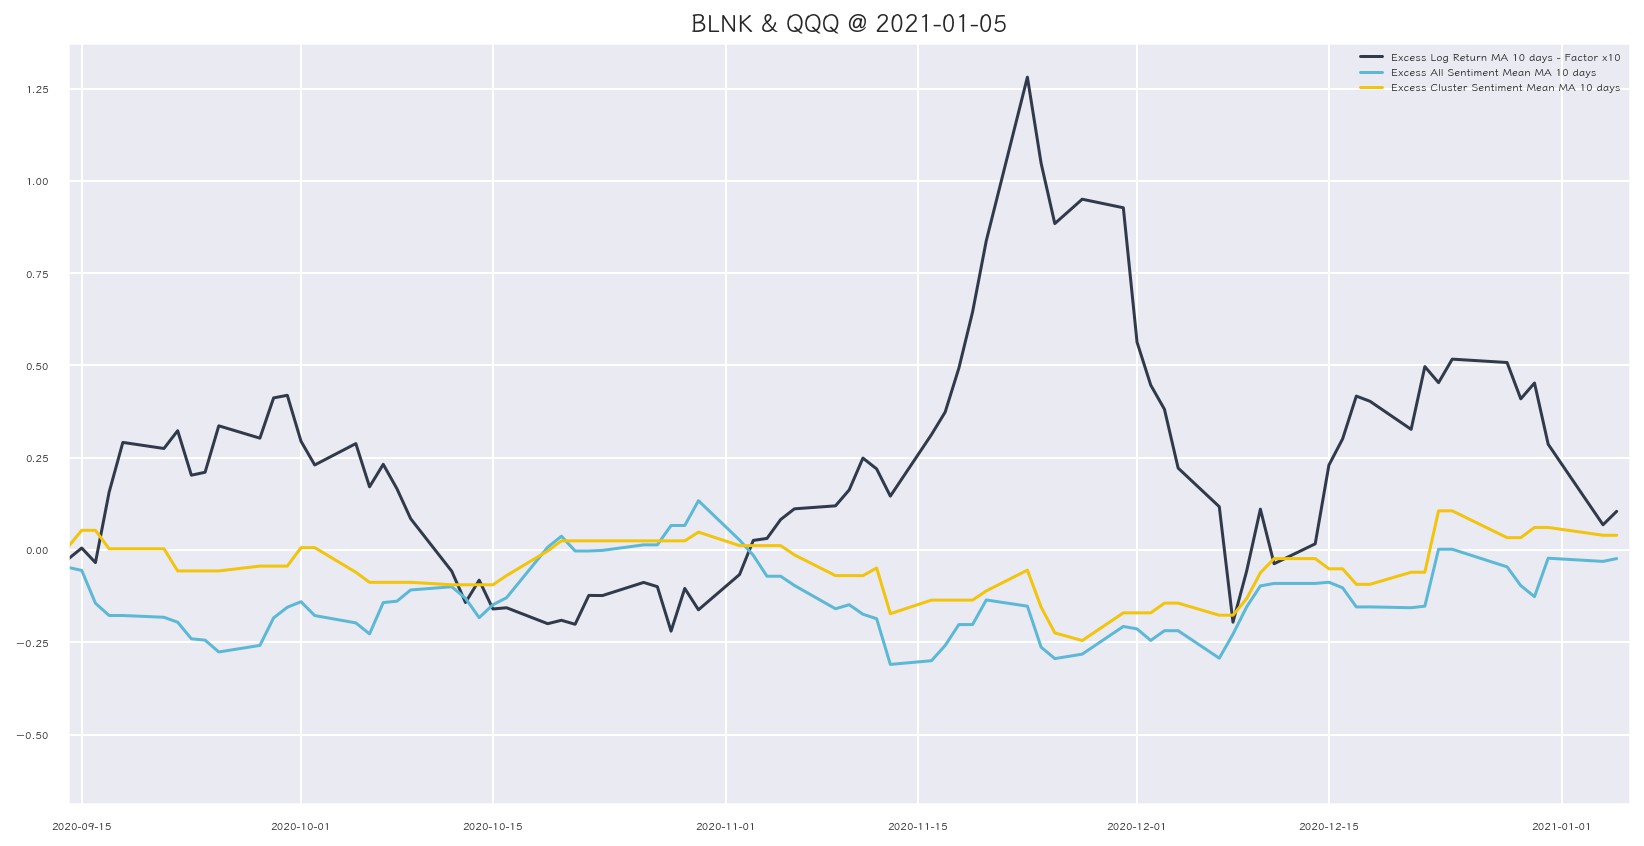 BLNK & QQQ @ 2021-01-05
Excess Log Return MA 10 days - Factor x10
Excess All Sentiment Mean MA 10 days
Excess Cluster Sentiment Mean MA 10 days
1.25
1.00
0.75
0.50
0.25
0.00
−0.25
−0.50
2020-09-15 2020-10-01 2020-10-15 2020-11-01 2020-11-15 2020-12-01 2020-12-15 2021-01-01